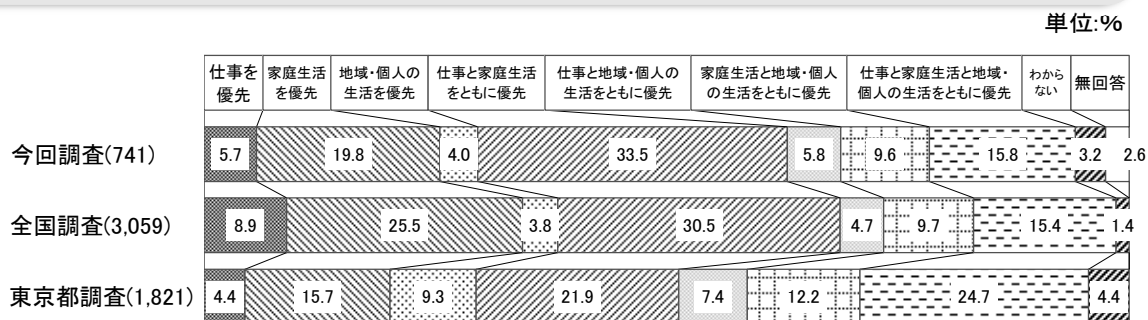 単位:%
仕事を
優先
家庭生活
を優先
地域・個人の
生活を優先
仕事と家庭生活
をともに優先
仕事と地域・個人の
生活をともに優先
家庭生活と地域・個人
の生活をともに優先
仕事と家庭生活と地域・
個人の生活をともに優先
わから
ない
無回答
今回調査(741) 5.7 19.8 4.0 33.5 5.8 9.6 15.8 3.2 2.6
全国調査(3,059) 8.9 25.5 3.8 30.5 4.7 9.7 15.4 1.4
東京都調査(1,821) 4.4 15.7 9.3 21.9 7.4 12.2 24.7 4.4